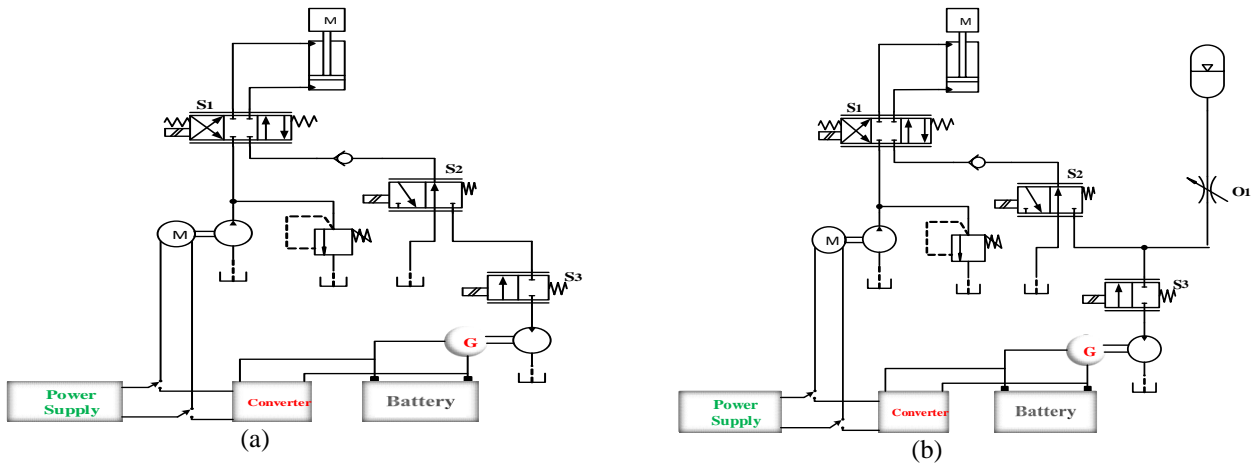 M
S1
S2
M
S3
G
Power
Supply
Converter
Battery
(a)
M
S1
S2
O1
M
S3
G
Power
Supply
Converter
Battery
(b)